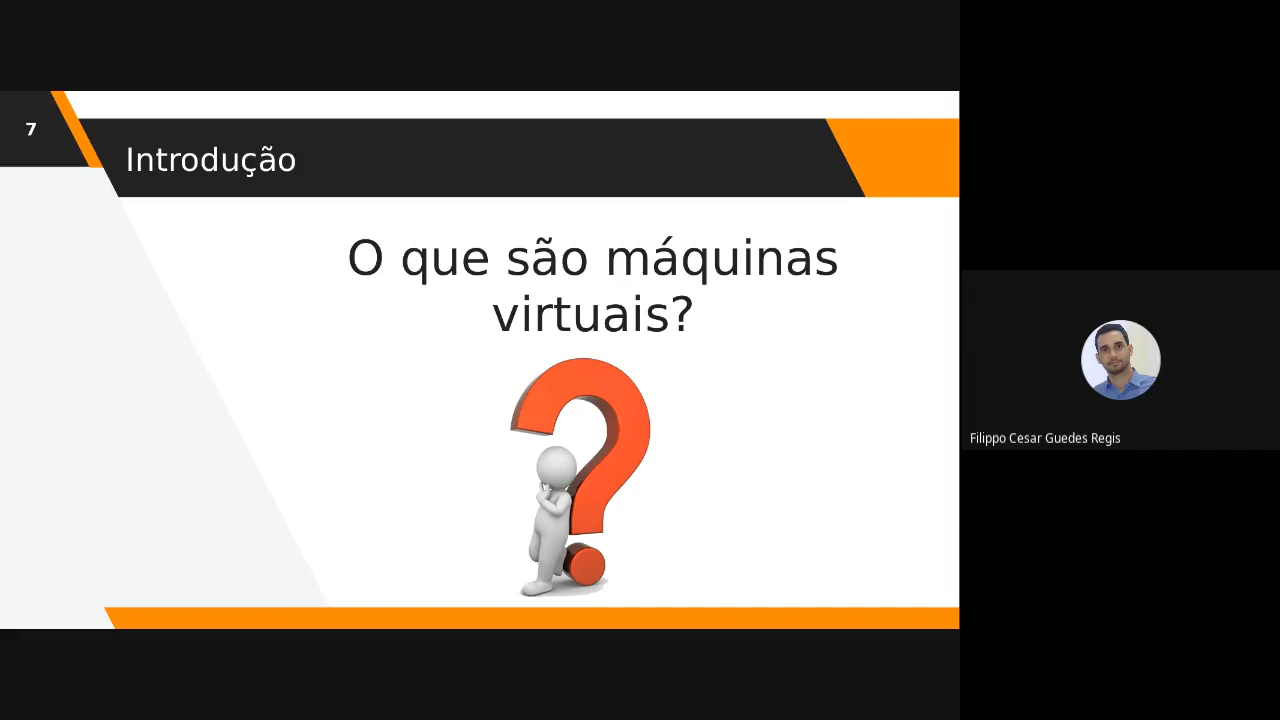 7
Introdução
O que são máquinas
virtuais?
Filippo Cesar Guedes Regis